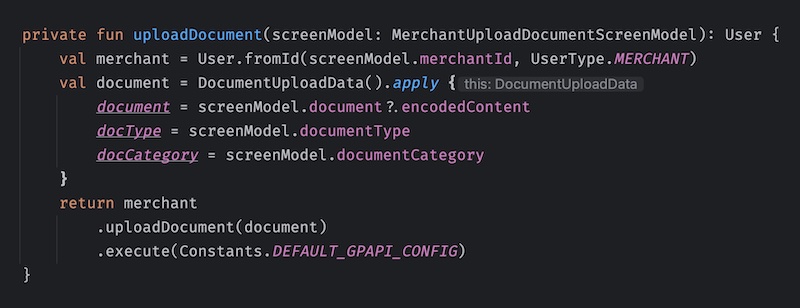 private fun uploadDocument(screenModel: MerchantUploadDocumentScreenModel): User {
val merchant = User.fromId(screenModel.merchantId, UserType.MERCHANT)
val document = DocumentUploadData().apply { this: DocumentUploadData
document = screenModel.document?.encodedContent
docType = screenModel.documentType
docCategory = screenModel.documentCategory
}
return merchant
.uploadDocument(document)
.execute(Constants.DEFAULT_GPAPI_CONFIG)
}